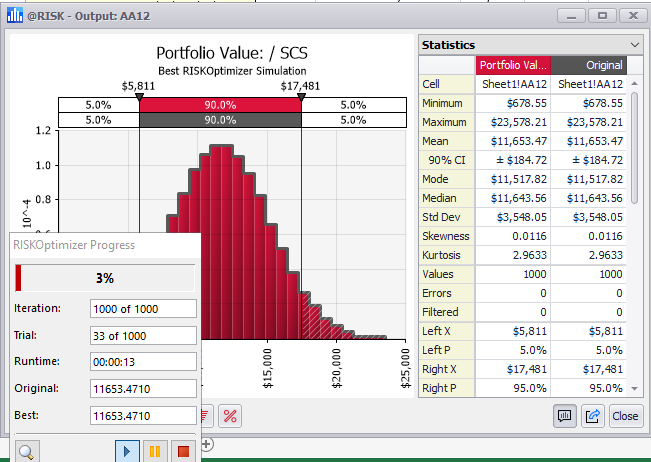 @RISK - Output: AA12
Portfolio Value: / SCS
Best RISKOptimizer Simulation
$5,811 $17,481
5.0% 90.0% 5.0%
5.0% 90.0% 5.0%
1.2
1.0
0.8
10^-4
$15,000
$20,000
$25,000
RISKOptimizer Progress
3%
Iteration: 1000 of 1000
Trial: 33 of 1000
Runtime: 00:00:13
Original: 11653.4710
Best: 11653.4710
Statistics
Portfolio Val... Original
Cell Sheet1!AA12 Sheet1!AA12
Minimum $678.55 $678.55
Maximum $23,578.21 $23,578.21
Mean $11,653.47 $11,653.47
90% CI ± $184.72 ± $184.72
Mode $11,517.82 $11,517.82
Median $11,643.56 $11,643.56
Std Dev $3,548.05 $3,548.05
Skewness 0.0116 0.0116
Kurtosis 2.9633 2.9633
Values 1000 1000
Errors 0 0
Filtered 0 0
Left X $5,811 $5,811
Left P 5.0% 5.0%
Right X $17,481 $17,481
Right P 95.0% 95.0%
%
Close